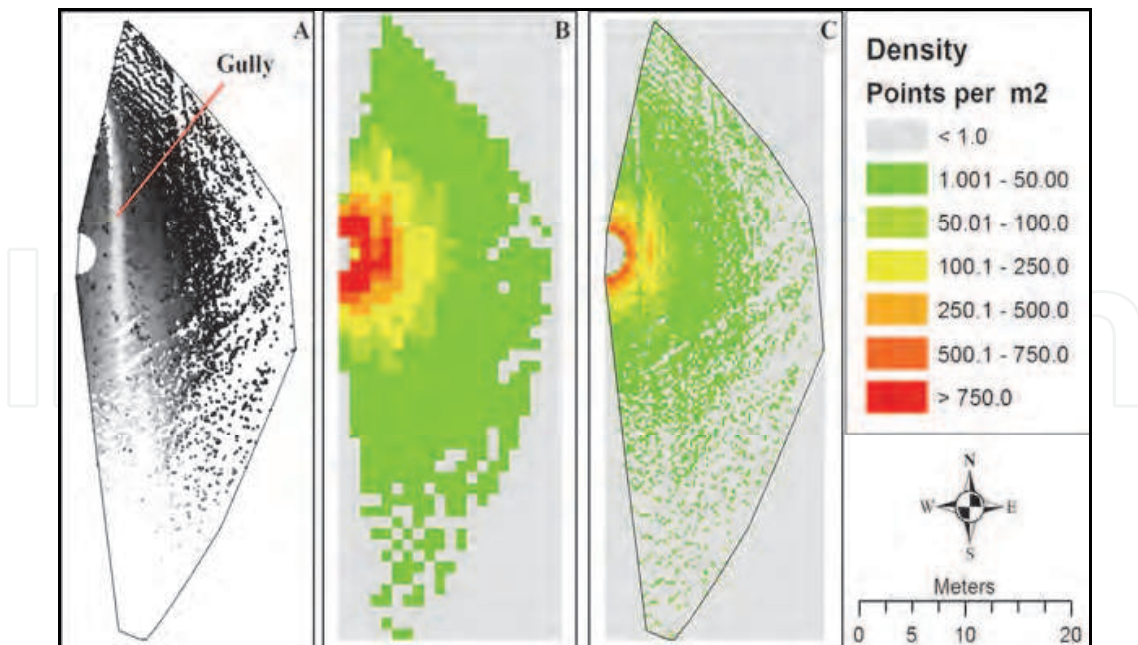 A
B
C
Gully
Density
Points per m2
< 1.0
1.001 - 50.00
50.01 - 100.0
100.1 - 250.0
250.1 - 500.0
500.1 - 750.0
> 750.0
N
W
E
S
Meters
0 5 10 20